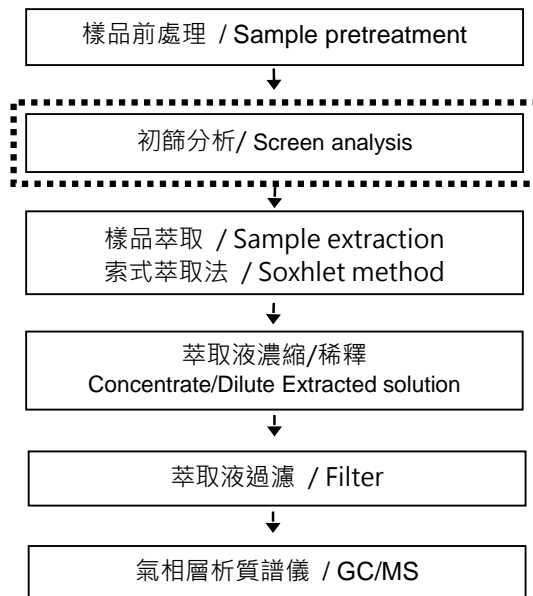 樣品前處理 / Sample pretreatment
初篩分析/ Screen analysis
樣品萃取 / Sample extraction
索式萃取法 / Soxhlet method
萃取液濃縮/稀釋
Concentrate/Dilute Extracted solution
萃取液過濾 / Filter
氣相層析質譜儀 / GC/MS